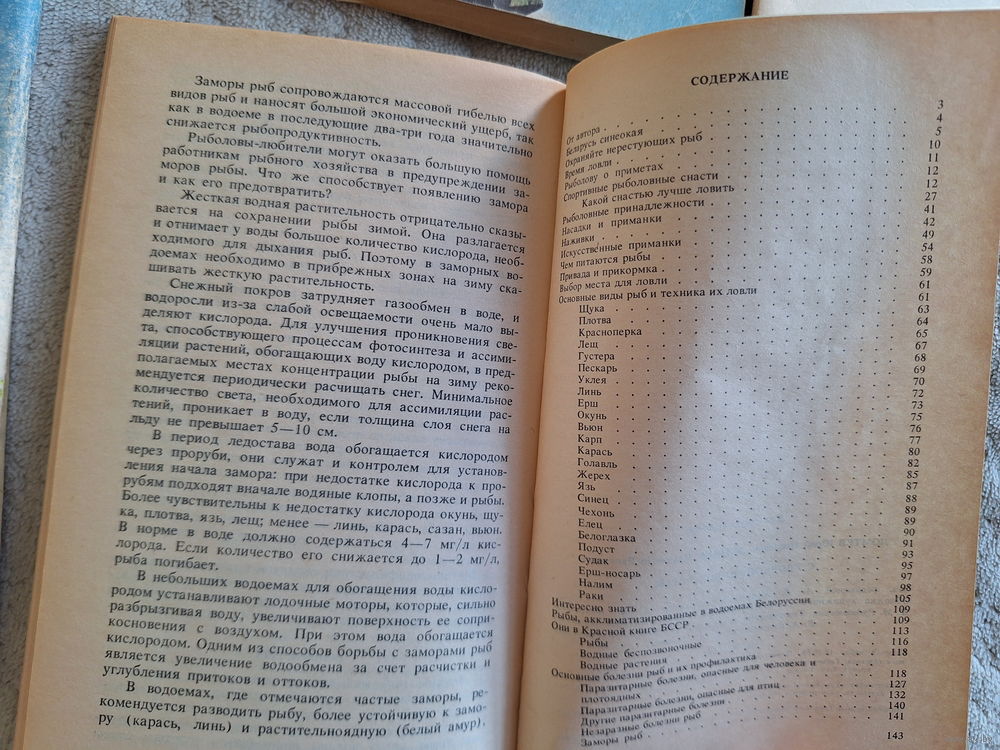 Заморы рыб сопровождаются массовой гибелью всех
видов рыб и наносят большой экономический ущерб, так
как в водоеме в последующие два-три года значительно
снижается рыбопродуктивность.
Рыболовы-любители могут оказать большую помощь
работникам рыбного хозяйства в предупреждении за-
моров рыбы. Что же способствует появлению замора
и как его предотвратить?
Жесткая водная растительность отрицательно сказы-
вается на сохранении рыбы зимой. Она разлагается
и отнимает у воды большое количество кислорода, необ-
ходимого для дыхания рыб. Поэтому в заморных во-
доемах необходимо в прибрежных зонах на зиму ска-
шивать жесткую растительность.
Снежный покров затрудняет газообмен в воде, и
водоросли из-за слабой освещаемости очень мало вы-
деляют кислорода. Для улучшения проникновения све-
та, способствующего процессам фотосинтеза и ассими-
ляции растений, обогащающих воду кислородом, в пред-
полагаемых местах концентрации рыбы на зиму реко-
мендуется периодически расчищать снег. Минимальное
количество света, необходимого для ассимиляции рас-
тений, проникает в воду, если толщина слоя снега на
льду не превышает 5—10 см.
В период ледостава вода обогащается кислородом
через проруби, они служат и контролем для установ-
ления начала замора: при недостатке кислорода к про-
рубям подходят вначале водяные клопы, а позже и рыбы.
Более чувствительны к недостатку кислорода окунь, щу-
ка, плотва, язь, лещ; менее — линь, карась, сазан, вьюн.
В норме в воде должно содержаться 4—7 мг/л кис-
лорода. Если количество его снижается до 1—2 мг/л,
рыба погибает.
В небольших водоемах для обогащения воды кисло-
родом устанавливают лодочные моторы, которые, сильно
разбрызгивая воду, увеличивают поверхность ее сопри-
косновения с воздухом. При этом вода обогащается
кислородом. Одним из способов борьбы с заморами рыб
является увеличение водообмена за счет расчистки и
углубления притоков и оттоков.
В водоемах, где отмечаются частые заморы, ре-
комендуется разводить рыбу, более устойчивую к замо-
ру (карась, линь) и растительноядную (белый амур).
СОДЕРЖАНИЕ
От автора 3
Беларусь синеокая 4
Охраняйте нерестующих рыб 5
Время ловли 10
Рыболову о приметах 11
Спортивные рыболовные снасти 12
Какой снастью лучше ловить 12
Рыболовные принадлежности 27
Насадки и приманки 41
Наживки 42
Искусственные приманки 49
Чем питаются рыбы 54
Привада и прикормка 58
Выбор места для ловли 59
Основные виды рыб и техника их ловли 61
Щука 61
Плотва 63
Красноперка 64
Лещ 65
Густера 67
Пескарь 68
Уклея 69
Линь 70
Ерш 72
Окунь 73
Вьюн 75
Карп 76
Карась 77
Голавль 80
Жерех 82
Язь 85
Синец 87
Чехонь 88
Елец 89
Белоглазка 89
Подуст 90
Судак 91
Ерш-носарь 93
Налим 95
Раки 97
Интересно знать 98
Рыбы, акклиматизированные в водоемах Белоруссии 105
Они в Красной книге БССР 109
Рыбы 109
Водные беспозвоночные 113
Водные растения 116
Основные болезни рыб и их профилактика 118
Паразитарные болезни, опасные для человека и
плотоядных 118
Паразитарные болезни, опасные для птиц 127
Другие паразитарные болезни 132
Незаразные болезни рыб 140
Заморы рыб 141
143